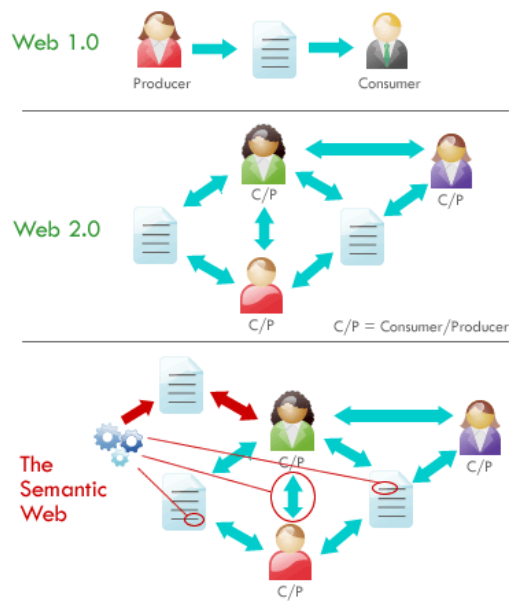 Web 1.0
Producer
Consumer
C/P
C/P
Web 2.0
C/P
C/P = Consumer/Producer
The
Semantic
Web
C/P
C/P
C/P